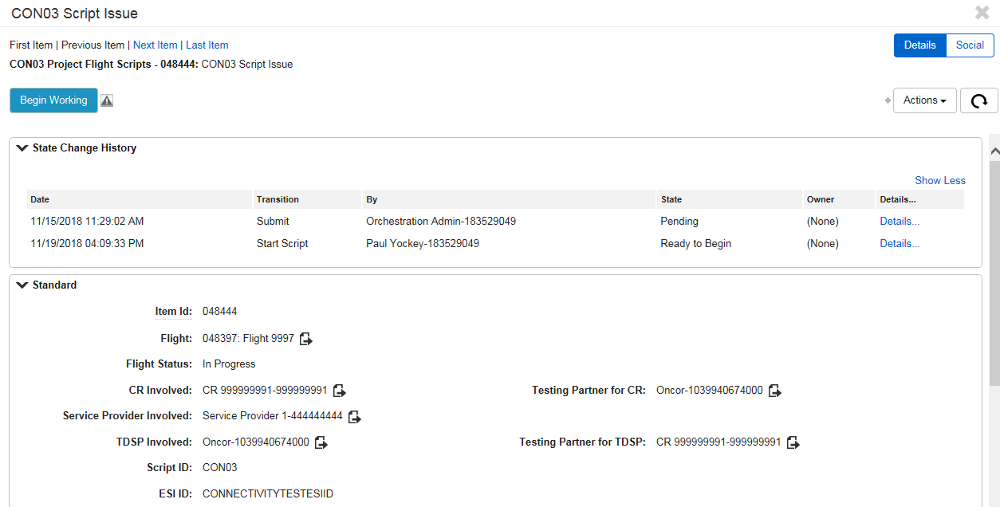 CON03 Script Issue
First Item | Previous Item | Next Item | Last Item
Details Social
CON03 Project Flight Scripts - 048444: CON03 Script Issue
Begin Working
Actions
State Change History
Show Less
Date Transition By State Owner Details...
11/15/2018 11:29:02 AM Submit Orchestration Admin-183529049 Pending (None) Details...
11/19/2018 04:09:33 PM Start Script Paul Yockey-183529049 Ready to Begin (None) Details...
Standard
Item Id: 048444
Flight: 048397: Flight 9997
Flight Status: In Progress
CR Involved: CR 999999991-999999991 Testing Partner for CR: Oncor-1039940674000
Service Provider Involved: Service Provider 1-444444444
TDSP Involved: Oncor-1039940674000 Testing Partner for TDSP: CR 999999991-999999991
Script ID: CON03
ESI ID: CONNECTIVITYTESTESIID